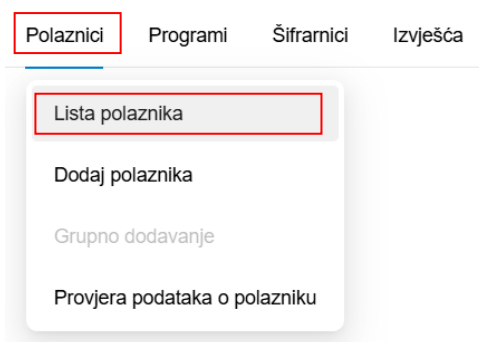 Polaznici Programi Šifrarnici Izvješća
Lista polaznika
Dodaj polaznika
Grupno dodavanje
Provjera podataka o polazniku